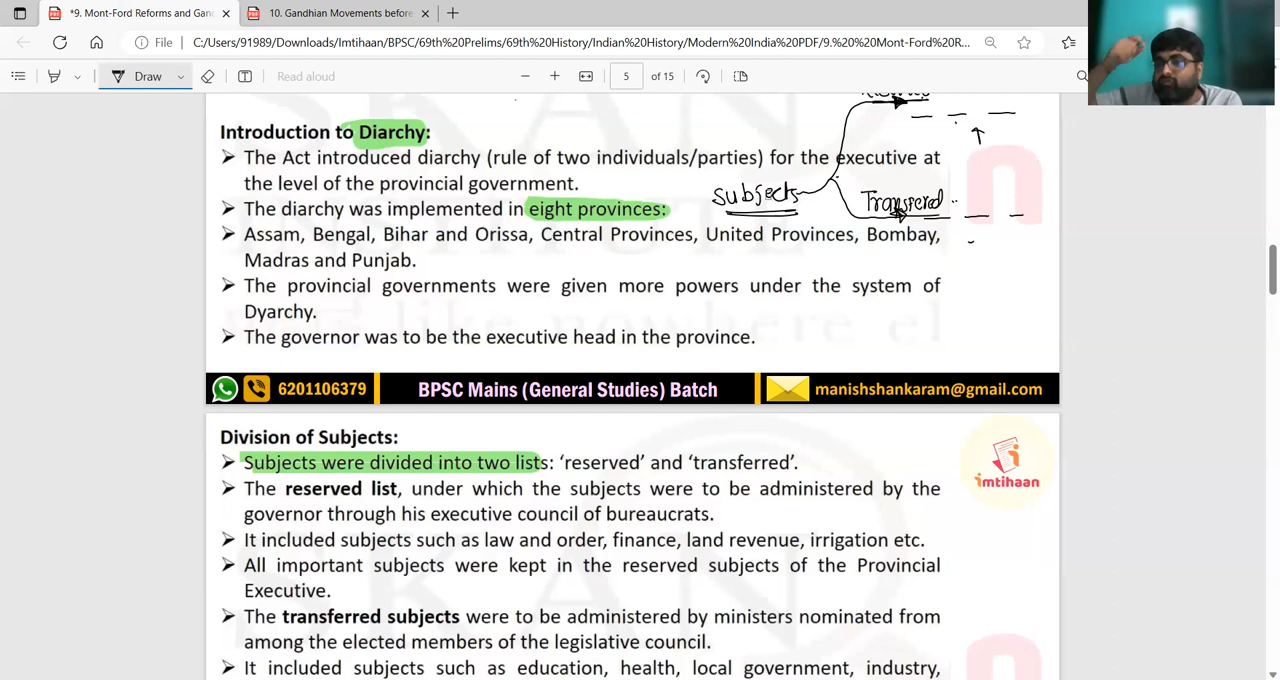 *9. Mont-Ford Reforms and Gand
10. Gandhian Movements before
File
C:/Users/91989/Downloads/Imtihaan/BPSC/69th%20Prelims/69th%20History/Indian%20History/Modern%20India%20PDF/9.%20%20Mont-Ford%20R...
Draw
Read aloud
5
of 15
Introduction to Diarchy:
➢ The Act introduced diarchy (rule of two individuals/parties) for the executive at
the level of the provincial government.
subjects
Transfered
➢ The diarchy was implemented in eight provinces:
➢ Assam, Bengal, Bihar and Orissa, Central Provinces, United Provinces, Bombay,
Madras and Punjab.
➢ The provincial governments were given more powers under the system of
Dyarchy.
➢ The governor was to be the executive head in the province.
6201106379
BPSC Mains (General Studies) Batch
manishshankaram@gmail.com
Division of Subjects:
➢ Subjects were divided into two lists: ‘reserved’ and ‘transferred’.
imtihaan
➢ The reserved list, under which the subjects were to be administered by the
governor through his executive council of bureaucrats.
➢ It included subjects such as law and order, finance, land revenue, irrigation etc.
➢ All important subjects were kept in the reserved subjects of the Provincial
Executive.
➢ The transferred subjects were to be administered by ministers nominated from
among the elected members of the legislative council.
➢ It included subjects such as education, health, local government, industry,